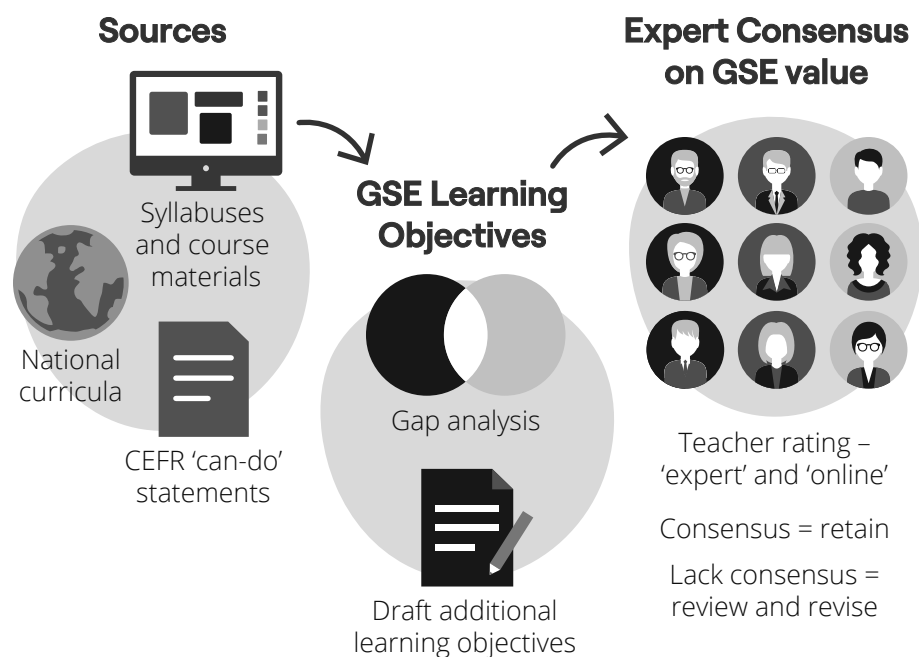 Sources
Syllabuses
and course
materials
National
curricula
CEFR ‘can-do’
statements
GSE Learning
Objectives
Gap analysis
Draft additional
learning objectives
Expert Consensus
on GSE value
Teacher rating –
‘expert’ and ‘online’
Consensus = retain
Lack consensus =
review and revise